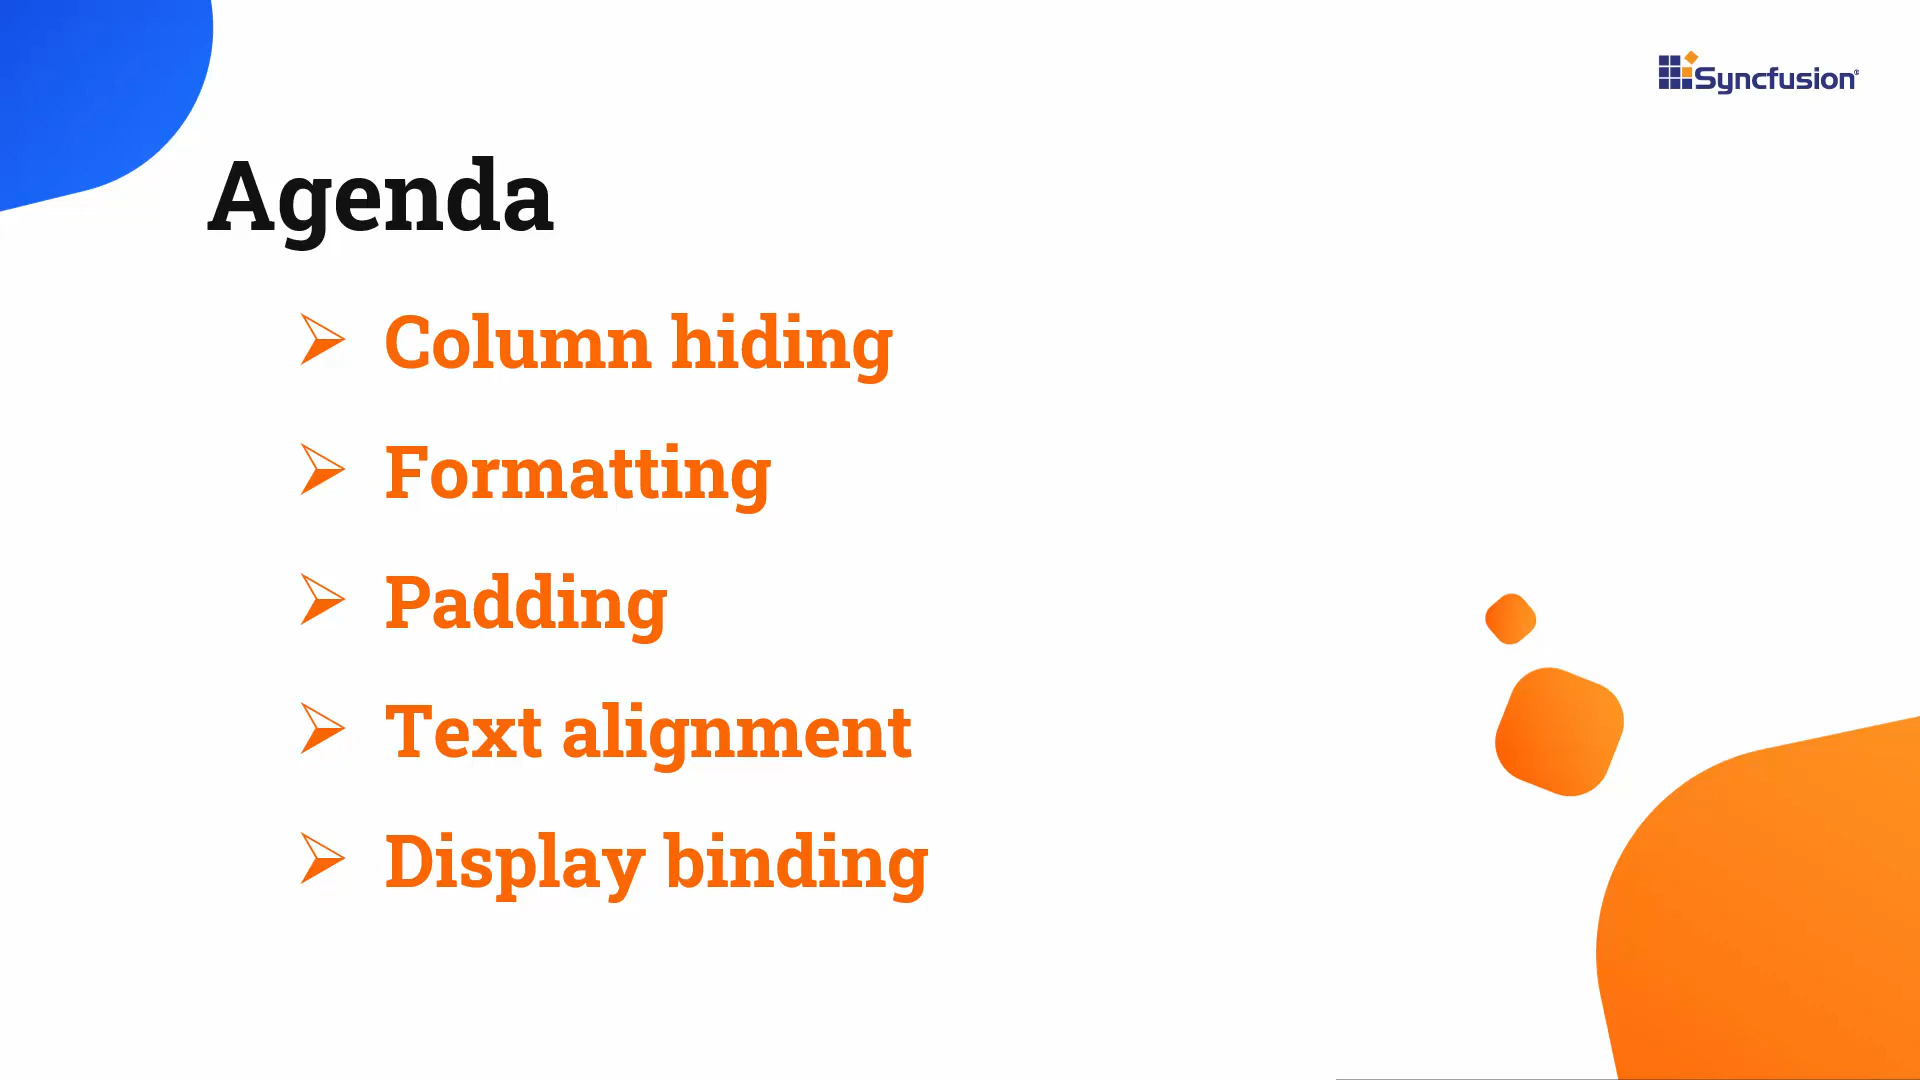 Syncfusion®
Agenda
Column hiding
Formatting
Padding
Text alignment
Display binding